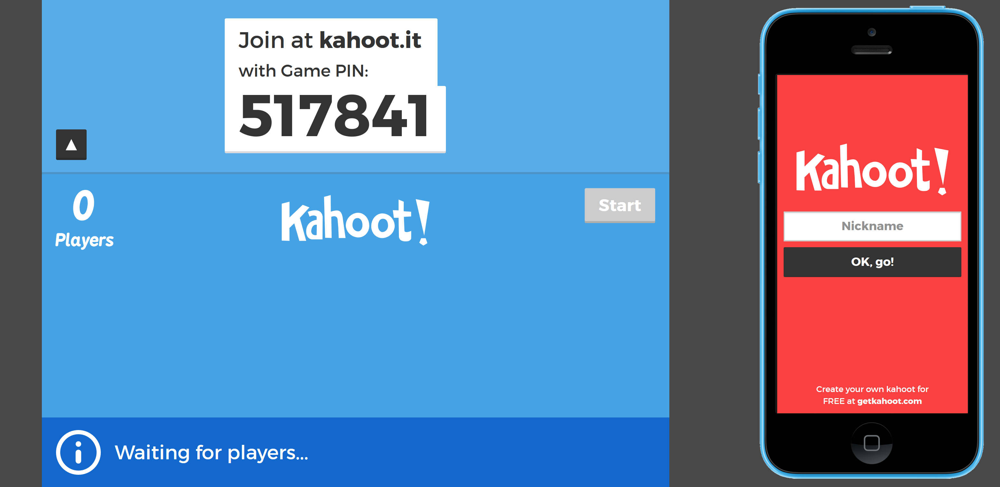 Join at kahoot.it
with Game PIN:
517841
0
Players
Kahoot!
Start
Waiting for players...
Kahoot!
Nickname
OK, go!
Create your own kahoot for
FREE at getkahoot.com